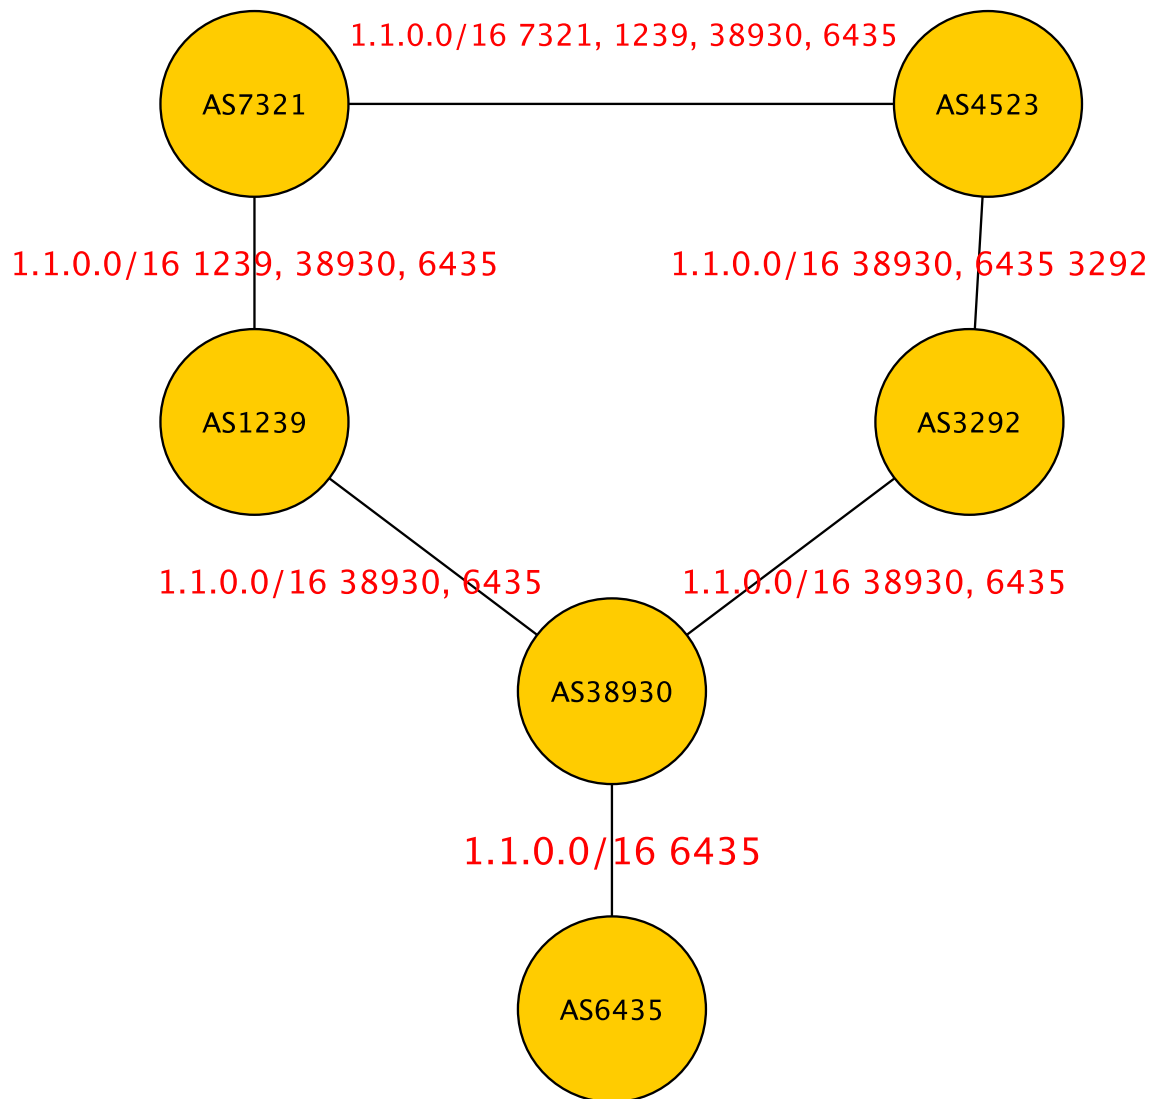 1.1.0.0/16 7321, 1239, 38930, 6435
AS7321
AS4523
1.1.0.0/16 1239, 38930, 6435
1.1.0.0/16 38930, 6435 3292
AS1239
AS3292
1.1.0.0/16 38930, 6435
1.1.0.0/16 38930, 6435
AS38930
1.1.0.0/16 6435
AS6435